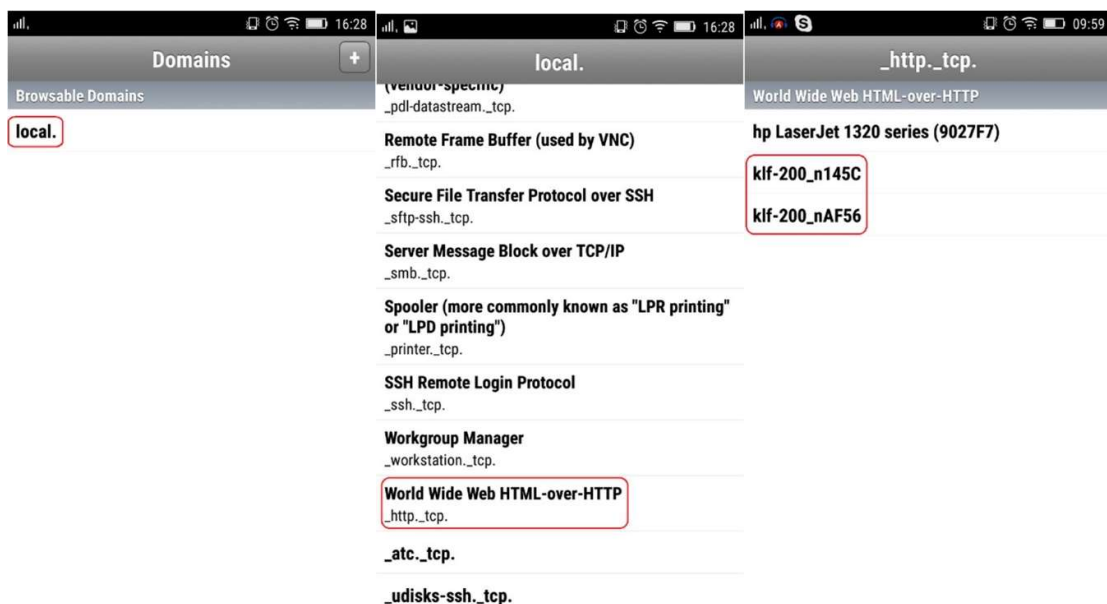 16:28
Domains
+
Browsable Domains
local.
16:28
local.
(vendor-specific)
_pdl-datastream._tcp.
Remote Frame Buffer (used by VNC)
_rfb._tcp.
Secure File Transfer Protocol over SSH
_sftp-ssh._tcp.
Server Message Block over TCP/IP
_smb._tcp.
Spooler (more commonly known as "LPR printing"
or "LPD printing")
_printer._tcp.
SSH Remote Login Protocol
_ssh._tcp.
Workgroup Manager
_workstation._tcp.
World Wide Web HTML-over-HTTP
_http._tcp.
_atc._tcp.
_udisks-ssh._tcp.
S
09:59
_http._tcp.
World Wide Web HTML-over-HTTP
hp LaserJet 1320 series (9027F7)
klf-200_n145C
klf-200_nAF56